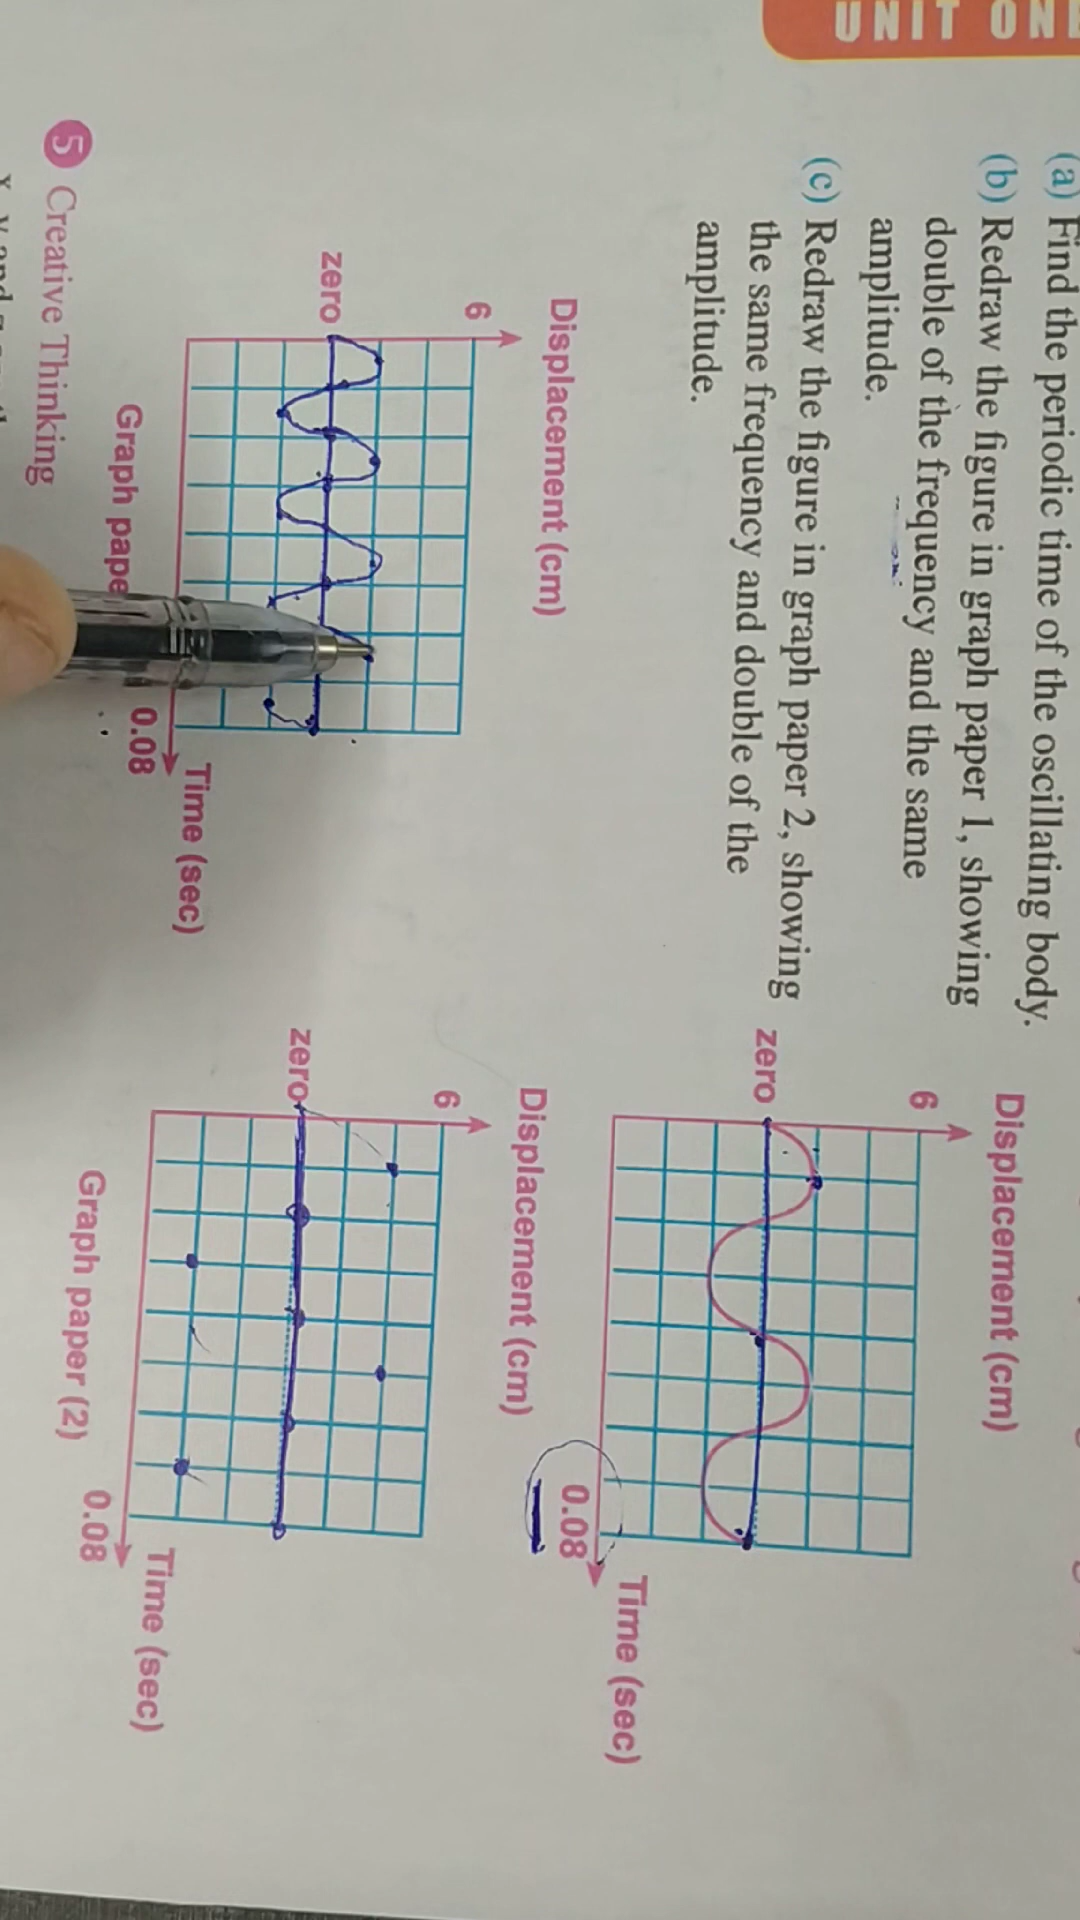 UNIT ONE
(a) Find the periodic time of the oscillating body.
(b) Redraw the figure in graph paper 1, showing
double of the frequency and the same
amplitude.
(c) Redraw the figure in graph paper 2, showing
the same frequency and double of the
amplitude.
Displacement (cm)
6
zero
0.08
Time (sec)
Displacement (cm)
6
zero
Graph pape
0.08
Time (sec)
Displacement (cm)
6
zero
Graph paper (2)
0.08
Time (sec)
5 Creative Thinking